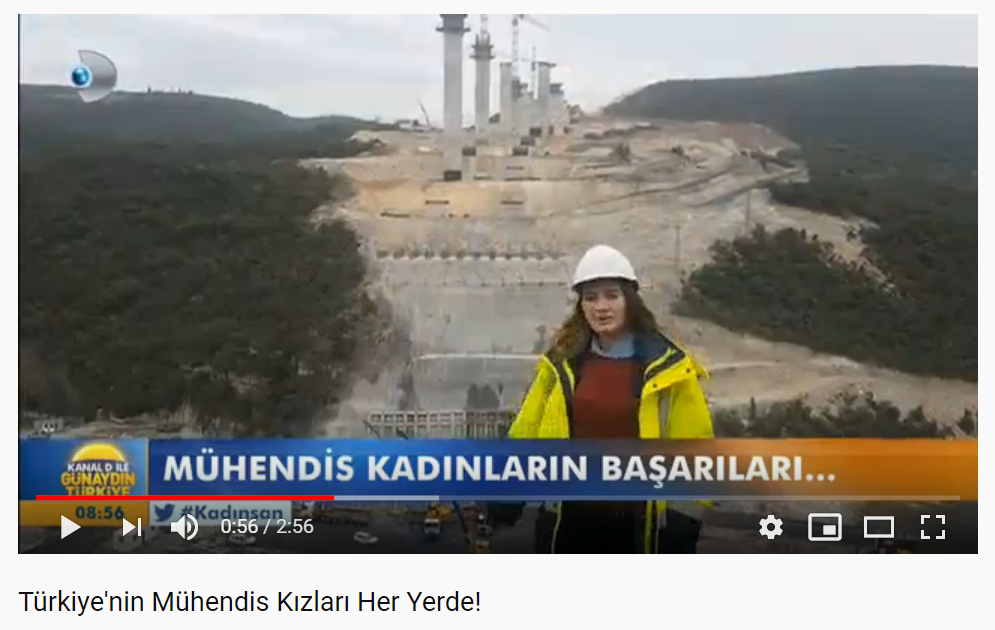 MÜHENDİS KADINLARIN BAŞARILARI...
KANAL D İLE
GÜNAYDIN
TÜRKİYE
08:56
#Kadınsan
0:56 / 2:56
Türkiye'nin Mühendis Kızları Her Yerde!